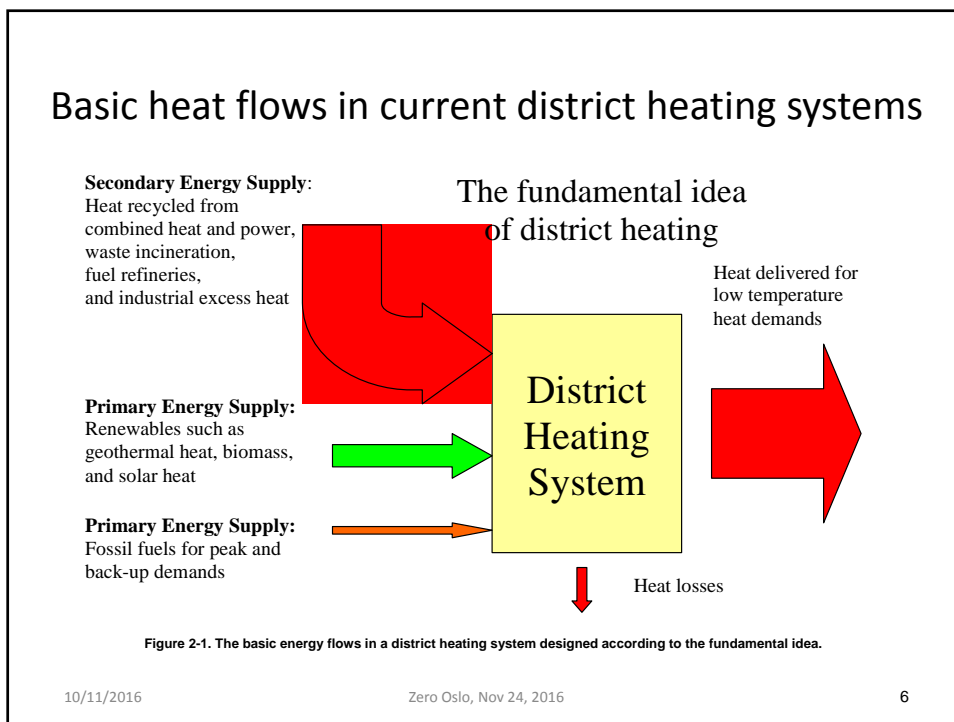 Basic heat flows in current district heating systems
Secondary Energy Supply:
Heat recycled from
combined heat and power,
waste incineration,
fuel refineries,
and industrial excess heat
The fundamental idea
of district heating
Heat delivered for
low temperature
heat demands
District
Heating
System
Primary Energy Supply:
Renewables such as
geothermal heat, biomass,
and solar heat
Primary Energy Supply:
Fossil fuels for peak and
back-up demands
Heat losses
Figure 2-1. The basic energy flows in a district heating system designed according to the fundamental idea.
10/11/2016
Zero Oslo, Nov 24, 2016
6